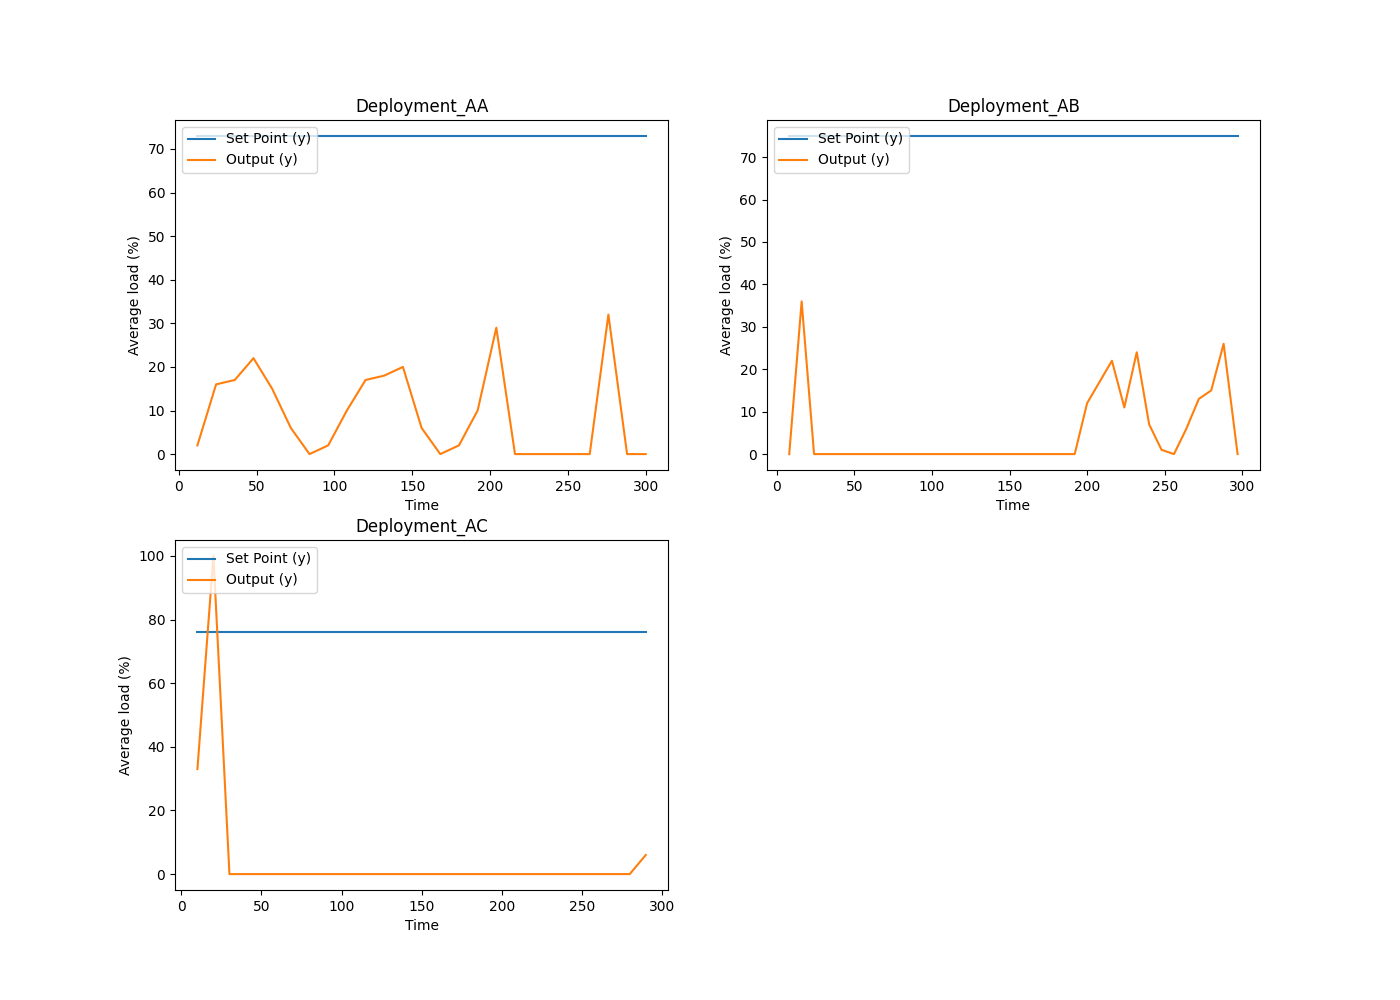 Deployment_AA
Set Point (y)
Output (y)
Average load (%)
70
60
50
40
30
20
10
0
0 50 100 150 200 250 300
Time
Deployment_AB
Set Point (y)
Output (y)
Average load (%)
70
60
50
40
30
20
10
0
0 50 100 150 200 250 300
Time
Deployment_AC
Set Point (y)
Output (y)
Average load (%)
100
80
60
40
20
0
0 50 100 150 200 250 300
Time